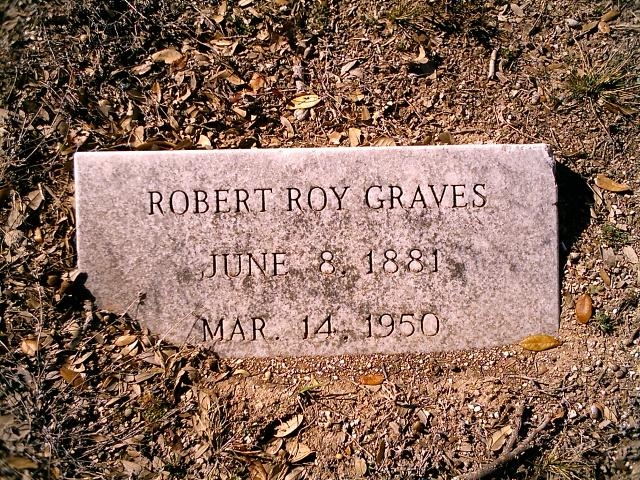 ROBERT ROY GRAVES
JUNE 8, 1881
MAR. 14, 1950